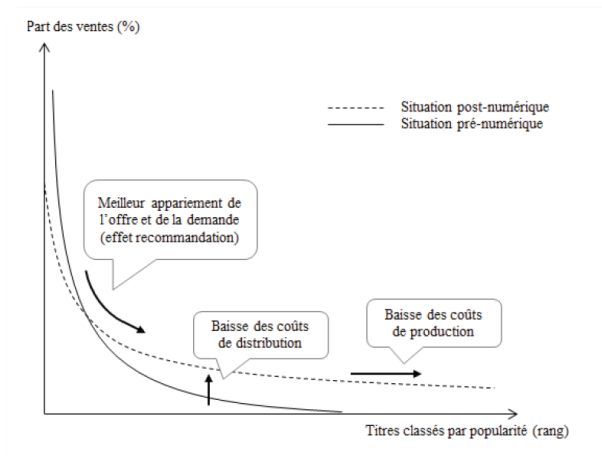 Part des ventes (%)
Situation post-numérique
Situation pré-numérique
Meilleur appariement de
l’offre et de la demande
(effet recommandation)
Baisse des coûts
de distribution
Baisse des coûts
de production
Titres classés par popularité (rang)